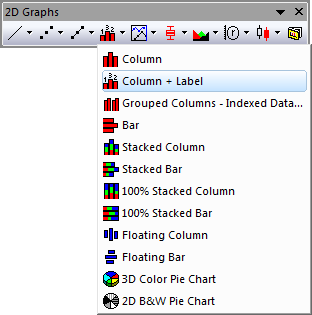 2D Graphs
Column
Column + Label
Grouped Columns - Indexed Data...
Bar
Stacked Column
Stacked Bar
100% Stacked Column
100% Stacked Bar
Floating Column
Floating Bar
3D Color Pie Chart
2D B&W Pie Chart